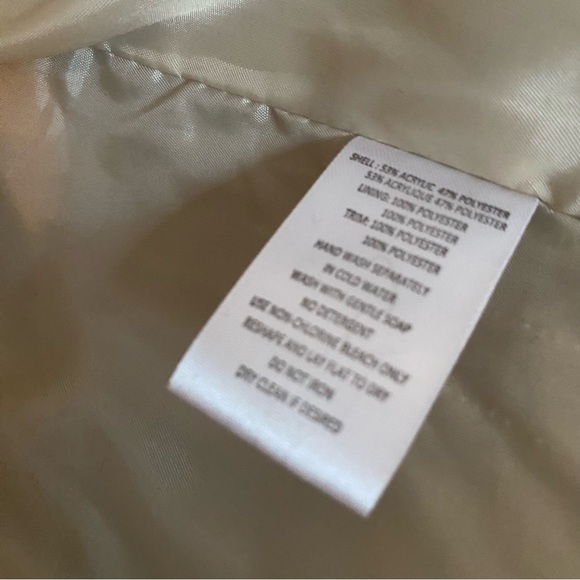 SHELL : 53% ACRYLIC 47% POLYESTER
53% ACRYLIQUE 47% POLYESTER
LINING: 100% POLYESTER
100% POLYESTER
TRIM: 100% POLYESTER
100% POLYESTER
HAND WASH SEPARATELY
IN COLD WATER
WASH WITH GENTLE SOAP
NO DETERGENT
USE NON-CHLORINE BLEACH ONLY
RESHAPE AND LAY FLAT TO DRY
DO NOT IRON
DRY CLEAN IF DESIRED